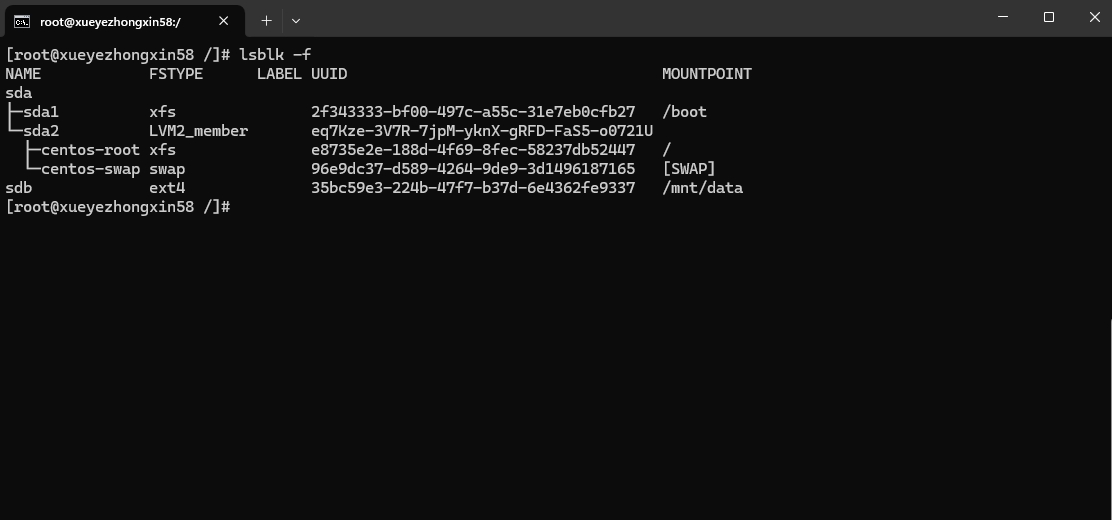 root@xueyezhongxin58:/
[root@xueyezhongxin58 /]# lsblk -f
NAME            FSTYPE      LABEL UUID                                   MOUNTPOINT
sda
├─sda1          xfs               2f343333-bf00-497c-a55c-31e7eb0cfb27   /boot
└─sda2          LVM2_member       eq7Kze-3V7R-7jpM-yknX-gRFD-FaS5-o0721U
  ├─centos-root xfs               e8735e2e-188d-4f69-8fec-58237db52447   /
  └─centos-swap swap              96e9dc37-d589-4264-9de9-3d1496187165   [SWAP]
sdb             ext4              35bc59e3-224b-47f7-b37d-6e4362fe9337   /mnt/data
[root@xueyezhongxin58 /]#